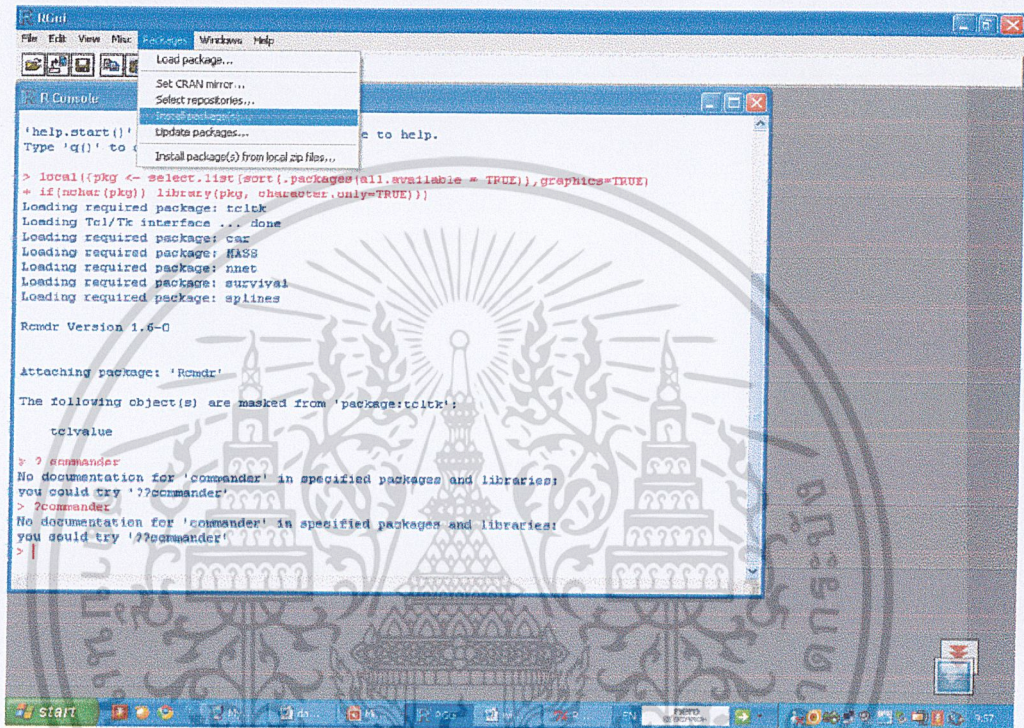 RGui
File Edit View Misc Packages Windows Help
Load package...
Set CRAN mirror...
Select repositories...
Install package(s)...
Update packages...
Install package(s) from local zip files...
R Console
'help.start()' e to help.
Type 'q()' to
> local({pkg <- select.list(sort(.packages(all.available = TRUE)),graphics=TRUE)
+ if(nchar(pkg)) library(pkg, character.only=TRUE)})
Loading required package: tcltk
Loading Tcl/Tk interface ... done
Loading required package: car
Loading required package: MASS
Loading required package: nnet
Loading required package: survival
Loading required package: splines
Rcmdr Version 1.6-0
Attaching package: 'Rcmdr'
The following object(s) are masked from 'package:tcltk':
tclvalue
> ? commander
No documentation for 'commander' in specified packages and libraries:
you could try '??commander'
> ?commander
No documentation for 'commander' in specified packages and libraries:
you could try '??commander'
>
start
EN
nero
9:57